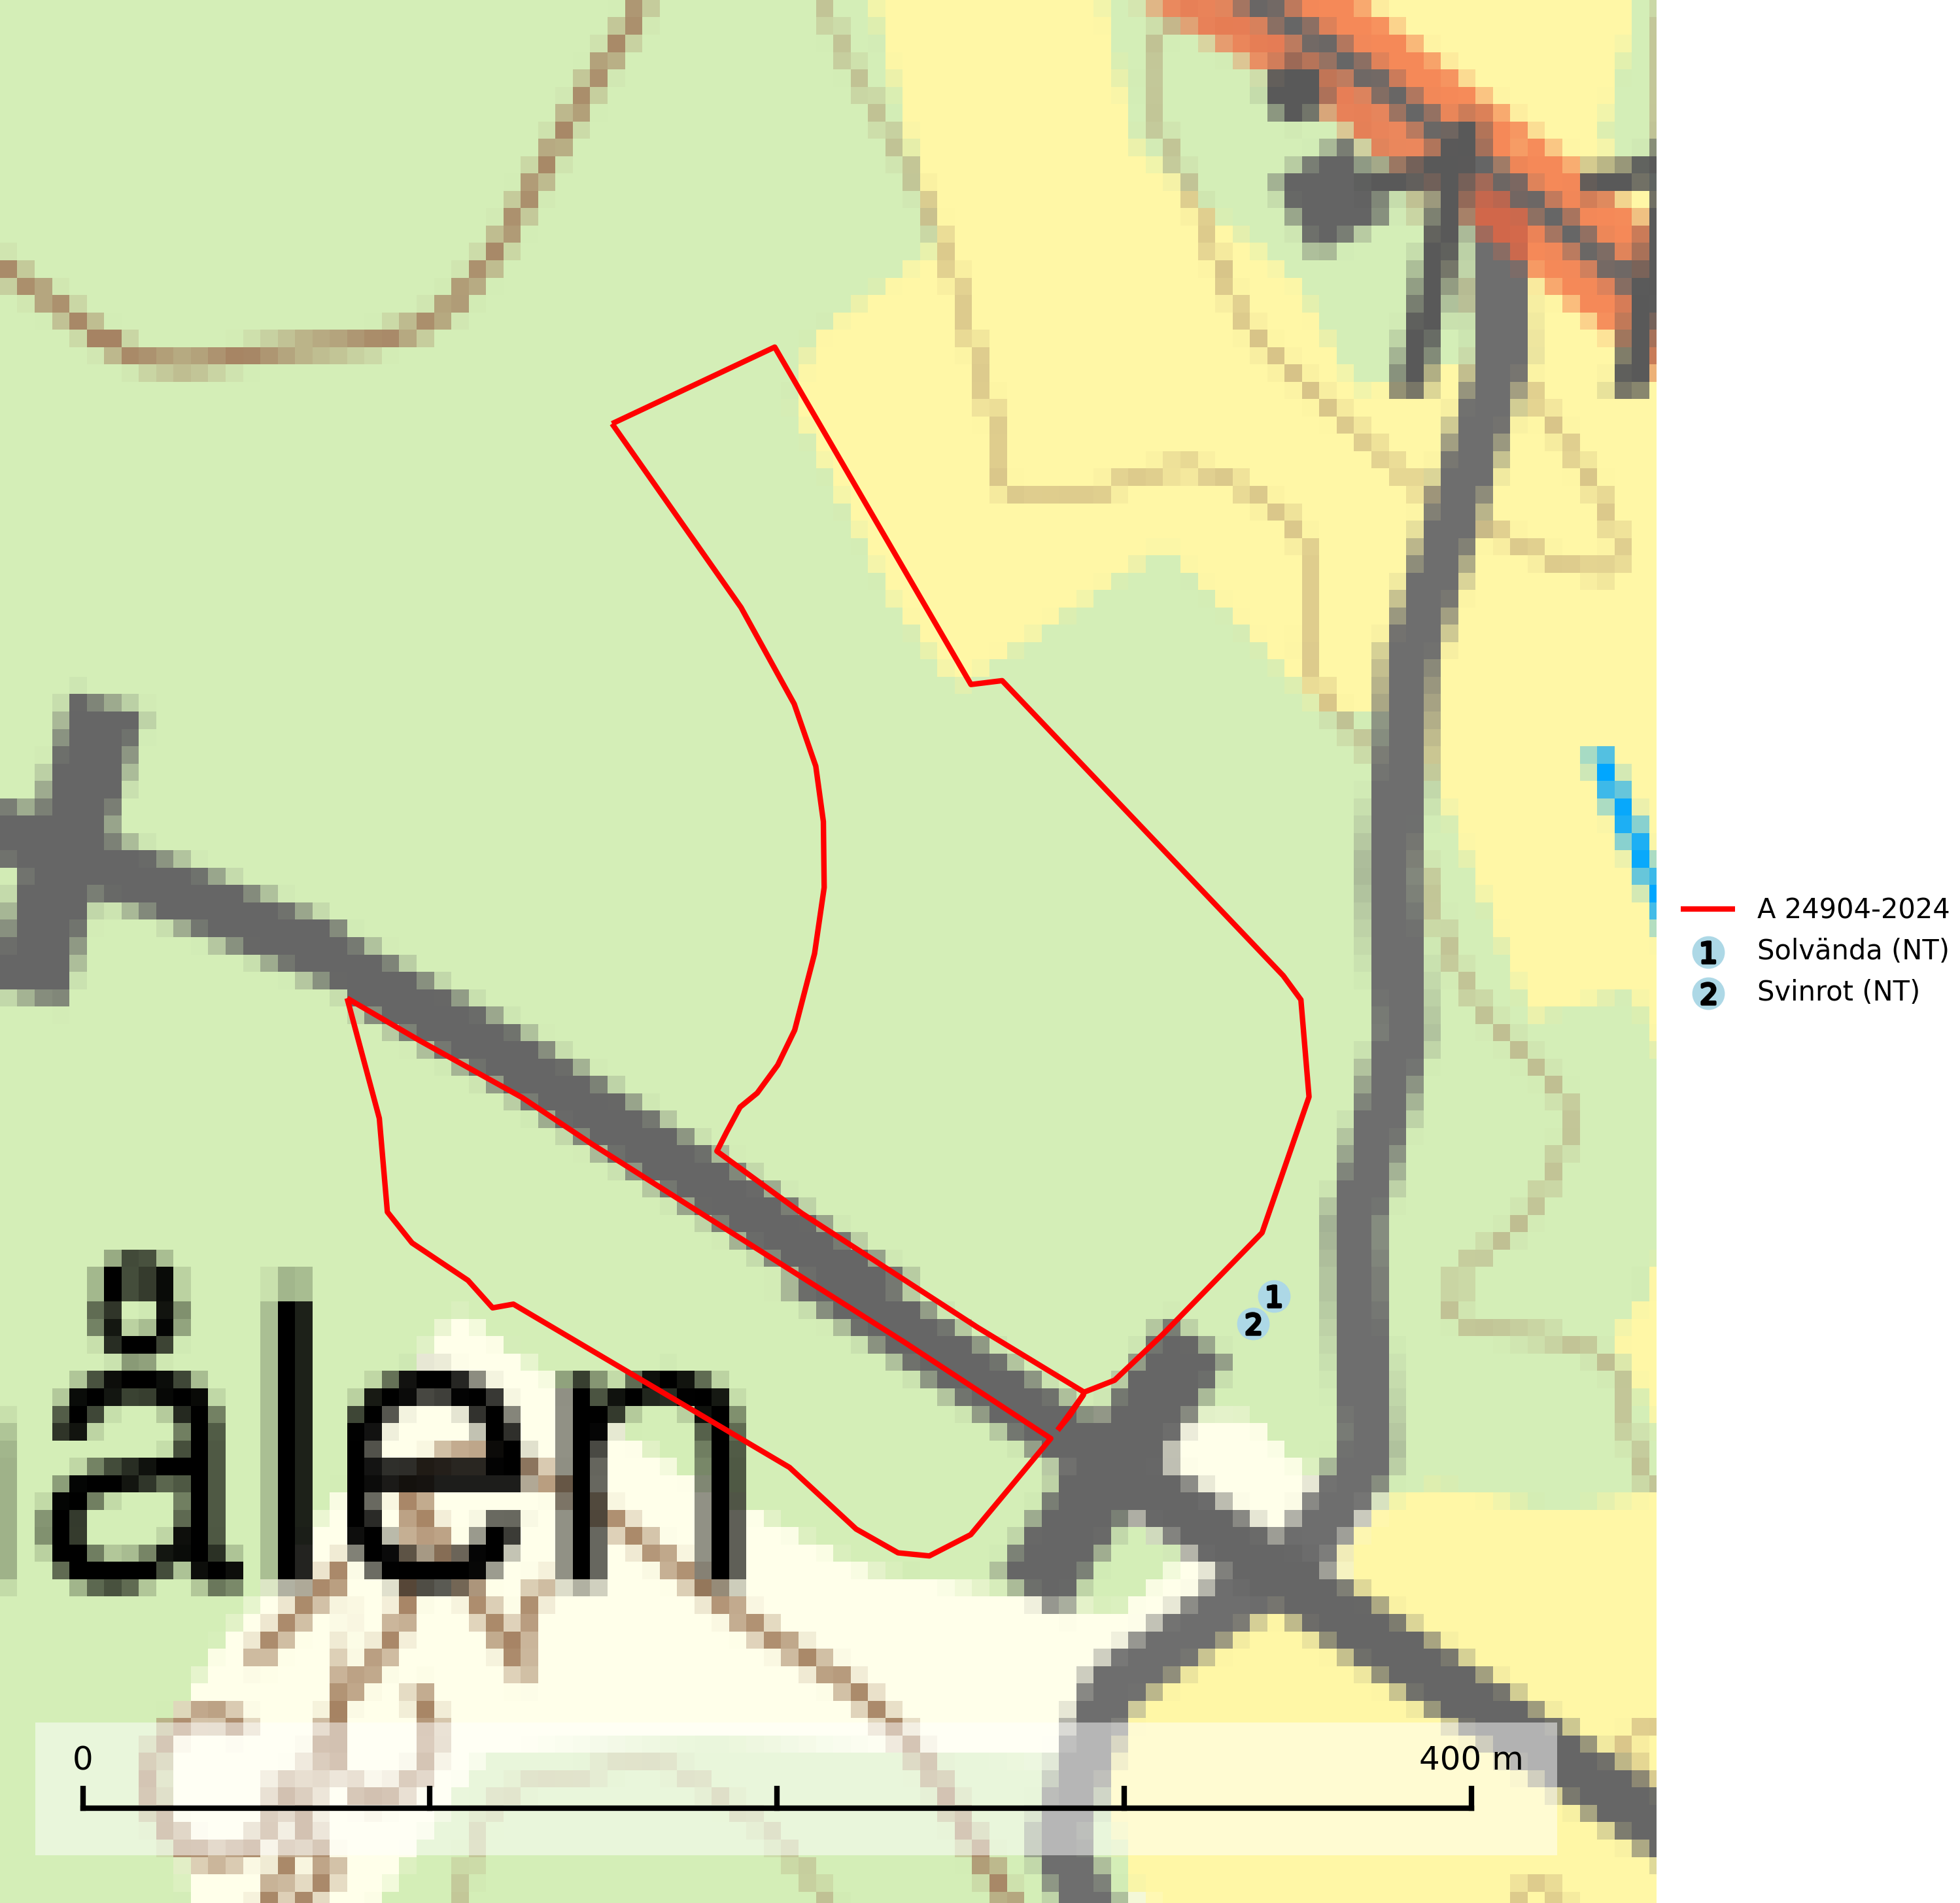 A 24904-2024
1 Solvända (NT)
2 Svinrot (NT)
1
2
ålen
0 400 m